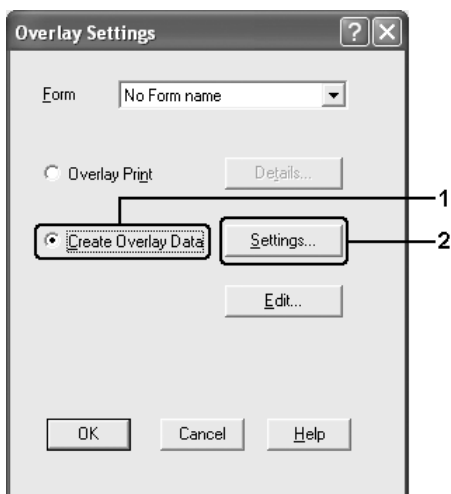 Overlay Settings
Form No Form name
Overlay Print Details...
1
Create Overlay Data Settings... 2
Edit...
OK Cancel Help